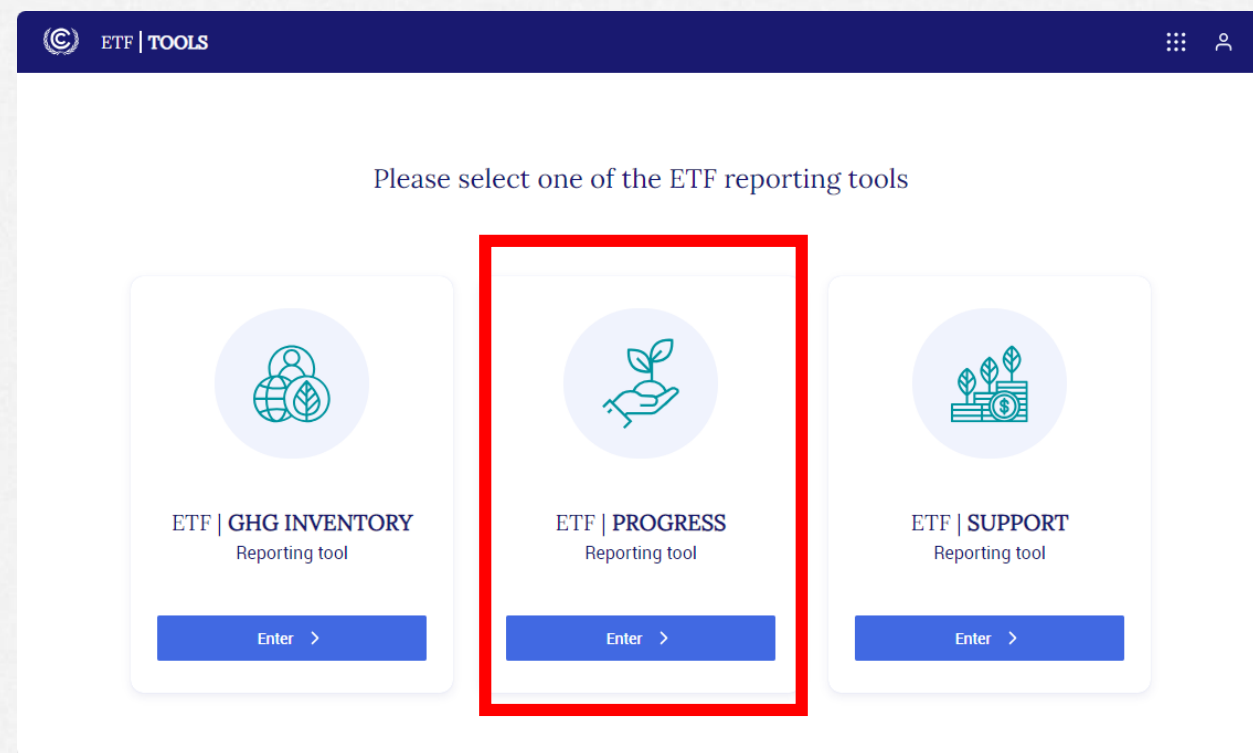 ETF | TOOLS
Please select one of the ETF reporting tools
ETF | GHG INVENTORY
Reporting tool
Enter >
ETF | PROGRESS
Reporting tool
Enter >
ETF | SUPPORT
Reporting tool
Enter >